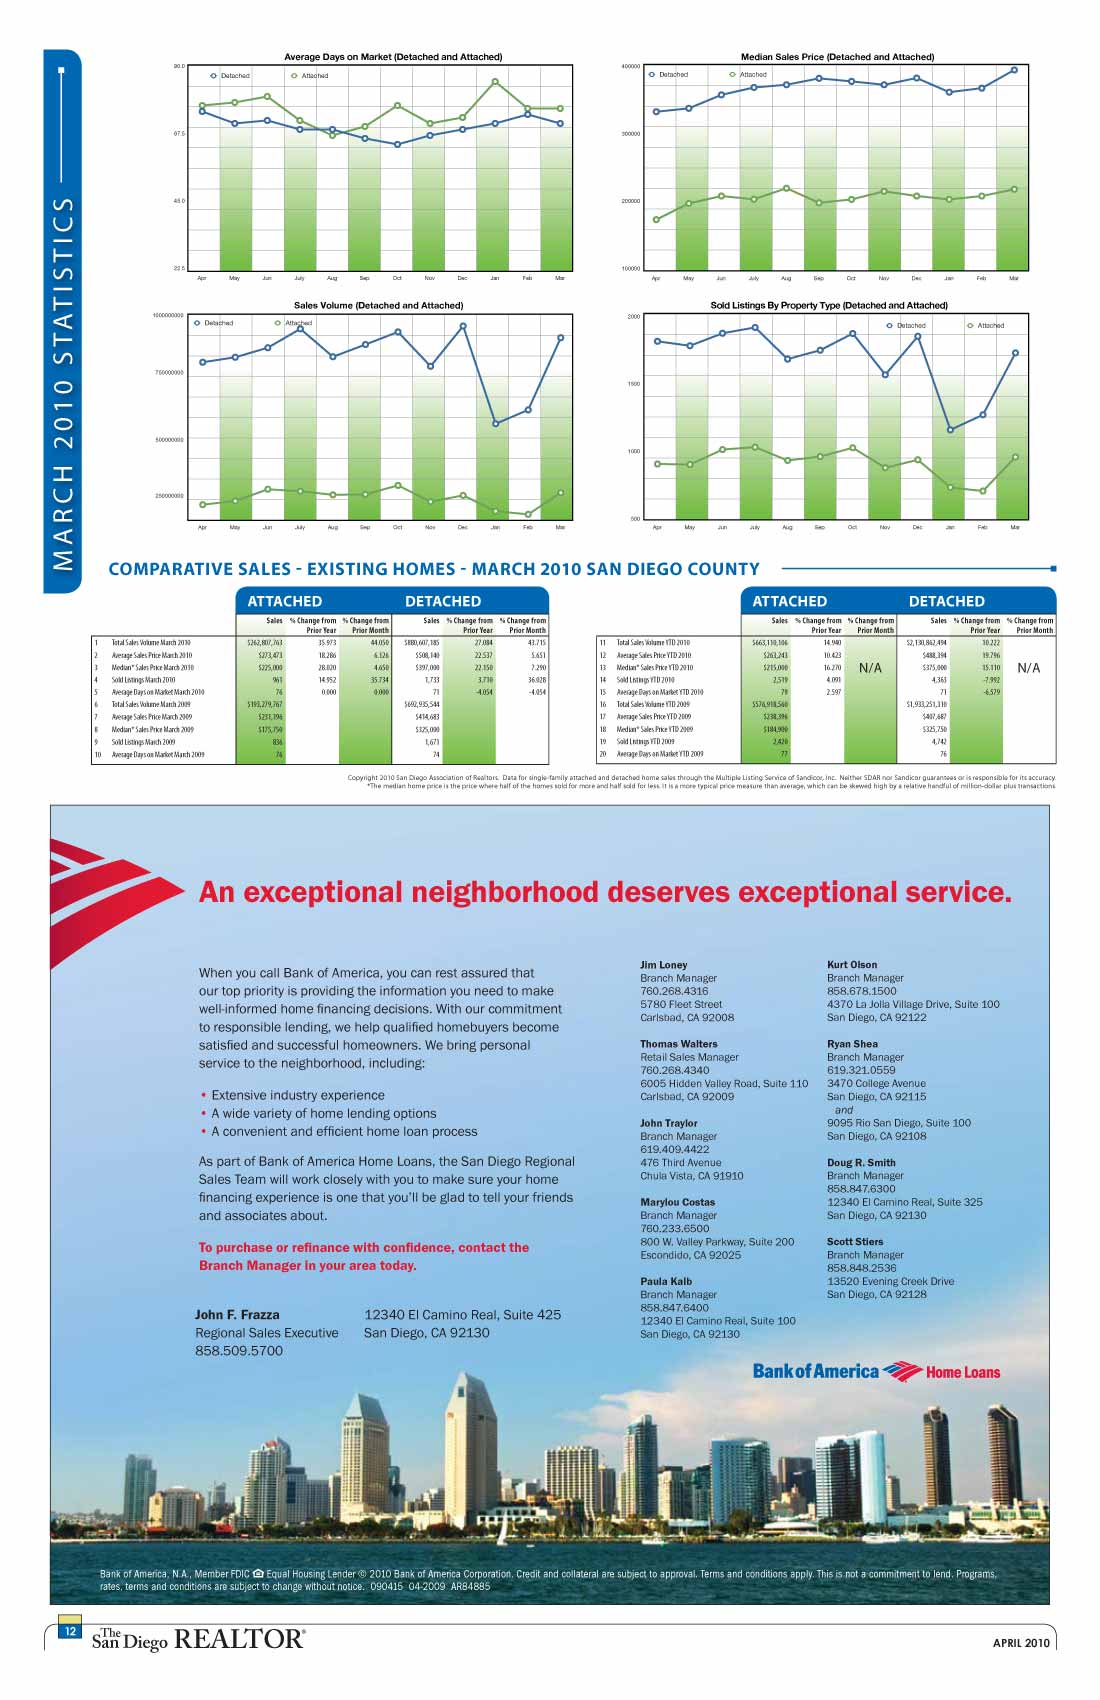 MARCH 2010 STATISTICS
Average Days on Market (Detached and Attached)
Detached Attached
90.0
67.5
45.0
22.5
Apr May Jun July Aug Sep Oct Nov Dec Jan Feb Mar
Median Sales Price (Detached and Attached)
Detached Attached
400000
300000
200000
100000
Apr May Jun July Aug Sep Oct Nov Dec Jan Feb Mar
Sales Volume (Detached and Attached)
Detached Attached
1000000000
750000000
500000000
250000000
Apr May Jun July Aug Sep Oct Nov Dec Jan Feb Mar
Sold Listings By Property Type (Detached and Attached)
Detached Attached
2000
1500
1000
500
Apr May Jun July Aug Sep Oct Nov Dec Jan Feb Mar
COMPARATIVE SALES - EXISTING HOMES - MARCH 2010 SAN DIEGO COUNTY
ATTACHED DETACHED
Sales % Change from Prior Year % Change from Prior Month Sales % Change from Prior Year % Change from Prior Month
1 Total Sales Volume March 2010 $262,807,763 35.973 44.050 $880,607,185 27.084 43.715
2 Average Sales Price March 2010 $273,473 18.286 6.126 $508,140 22.537 5.651
3 Median* Sales Price March 2010 $225,000 28.020 4.650 $397,000 22.150 7.290
4 Sold Listings March 2010 961 14.952 35.734 1,733 3.710 36.028
5 Average Days on Market March 2010 76 0.000 0.000 71 -4.054 -4.054
6 Total Sales Volume March 2009 $193,279,767 $692,935,544
7 Average Sales Price March 2009 $231,196 $414,683
8 Median* Sales Price March 2009 $175,750 $325,000
9 Sold Listings March 2009 836 1,671
10 Average Days on Market March 2009 76 74
ATTACHED DETACHED
Sales % Change from Prior Year % Change from Prior Month Sales % Change from Prior Year % Change from Prior Month
11 Total Sales Volume YTD 2010 $663,110,106 14.940 $2,130,862,494 10.222
12 Average Sales Price YTD 2010 $263,243 10.423 $488,394 19.796
13 Median* Sales Price YTD 2010 $215,000 16.270 N/A $375,000 15.110 N/A
14 Sold Listings YTD 2010 2,519 4.091 4,363 -7.992
15 Average Days on Market YTD 2010 79 2.597 71 -6.579
16 Total Sales Volume YTD 2009 $576,918,560 $1,933,251,310
17 Average Sales Price YTD 2009 $238,396 $407,687
18 Median* Sales Price YTD 2009 $184,900 $325,750
19 Sold Listings YTD 2009 2,420 4,742
20 Average Days on Market YTD 2009 77 76
Copyright 2010 San Diego Association of Realtors. Data for single-family attached and detached home sales through the Multiple Listing Service of Sandicor, Inc. Neither SDAR nor Sandicor guarantees or is responsible for its accuracy.
*The median home price is the price where half of the homes sold for more and half sold for less. It is a more typical price measure than average, which can be skewed high by a relative handful of million-dollar plus transactions.
An exceptional neighborhood deserves exceptional service.
When you call Bank of America, you can rest assured that
our top priority is providing the information you need to make
well-informed home financing decisions. With our commitment
to responsible lending, we help qualified homebuyers become
satisfied and successful homeowners. We bring personal
service to the neighborhood, including:
• Extensive industry experience
• A wide variety of home lending options
• A convenient and efficient home loan process
As part of Bank of America Home Loans, the San Diego Regional
Sales Team will work closely with you to make sure your home
financing experience is one that you'll be glad to tell your friends
and associates about.
To purchase or refinance with confidence, contact the
Branch Manager in your area today.
John F. Frazza
Regional Sales Executive
858.509.5700
12340 El Camino Real, Suite 425
San Diego, CA 92130
Jim Loney
Branch Manager
760.268.4316
5780 Fleet Street
Carlsbad, CA 92008
Thomas Walters
Retail Sales Manager
760.268.4340
6005 Hidden Valley Road, Suite 110
Carlsbad, CA 92009
John Traylor
Branch Manager
619.409.4422
476 Third Avenue
Chula Vista, CA 91910
Marylou Costas
Branch Manager
760.233.6500
800 W. Valley Parkway, Suite 200
Escondido, CA 92025
Paula Kalb
Branch Manager
858.847.6400
12340 El Camino Real, Suite 100
San Diego, CA 92130
Kurt Olson
Branch Manager
858.678.1500
4370 La Jolla Village Drive, Suite 100
San Diego, CA 92122
Ryan Shea
Branch Manager
619.321.0559
3470 College Avenue
San Diego, CA 92115
and
9095 Rio San Diego, Suite 100
San Diego, CA 92108
Doug R. Smith
Branch Manager
858.847.6300
12340 El Camino Real, Suite 325
San Diego, CA 92130
Scott Stiers
Branch Manager
858.848.2536
13520 Evening Creek Drive
San Diego, CA 92128
Bank of America Home Loans
Bank of America, N.A., Member FDIC Equal Housing Lender © 2010 Bank of America Corporation. Credit and collateral are subject to approval. Terms and conditions apply. This is not a commitment to lend. Programs,
rates, terms and conditions are subject to change without notice. 090415 04-2009 AR84885
12
The San Diego REALTOR®
APRIL 2010